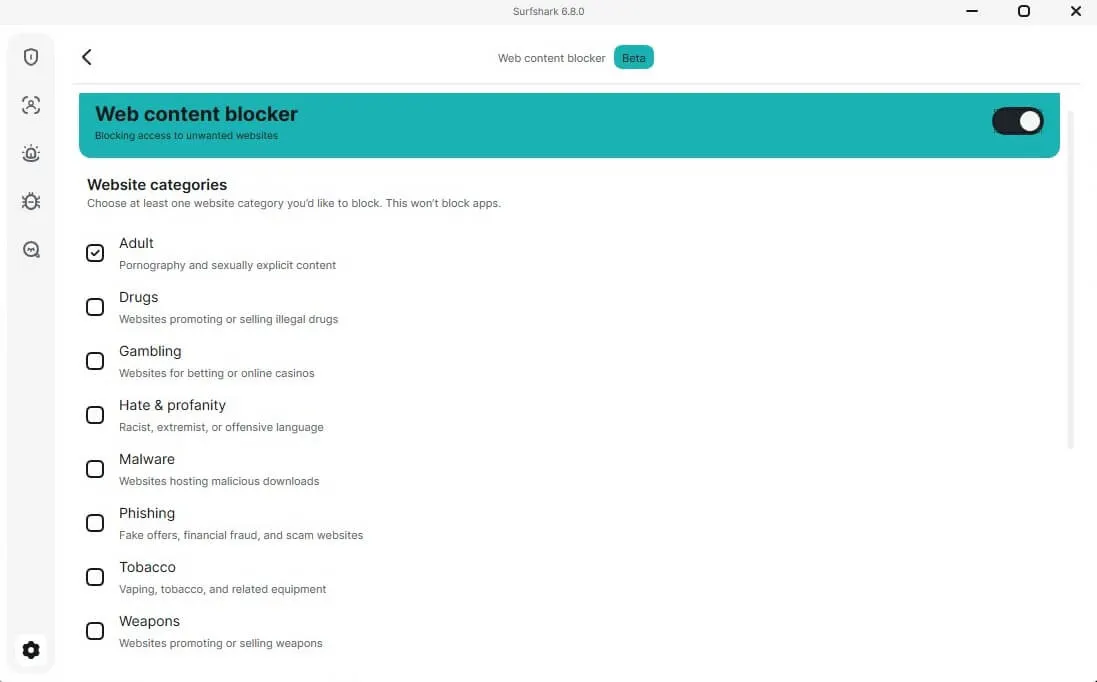 Surfshark 6.8.0
Web content blocker Beta
Web content blocker
Blocking access to unwanted websites
Website categories
Choose at least one website category you’d like to block. This won’t block apps.
Adult
Pornography and sexually explicit content
Drugs
Websites promoting or selling illegal drugs
Gambling
Websites for betting or online casinos
Hate & profanity
Racist, extremist, or offensive language
Malware
Websites hosting malicious downloads
Phishing
Fake offers, financial fraud, and scam websites
Tobacco
Vaping, tobacco, and related equipment
Weapons
Websites promoting or selling weapons